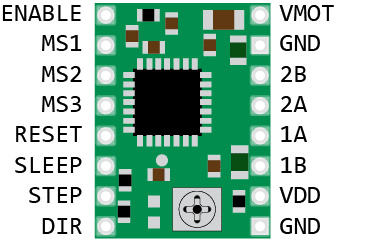 ENABLE VMOT
MS1 GND
MS2 2B
MS3 2A
RESET 1A
SLEEP 1B
STEP VDD
DIR GND